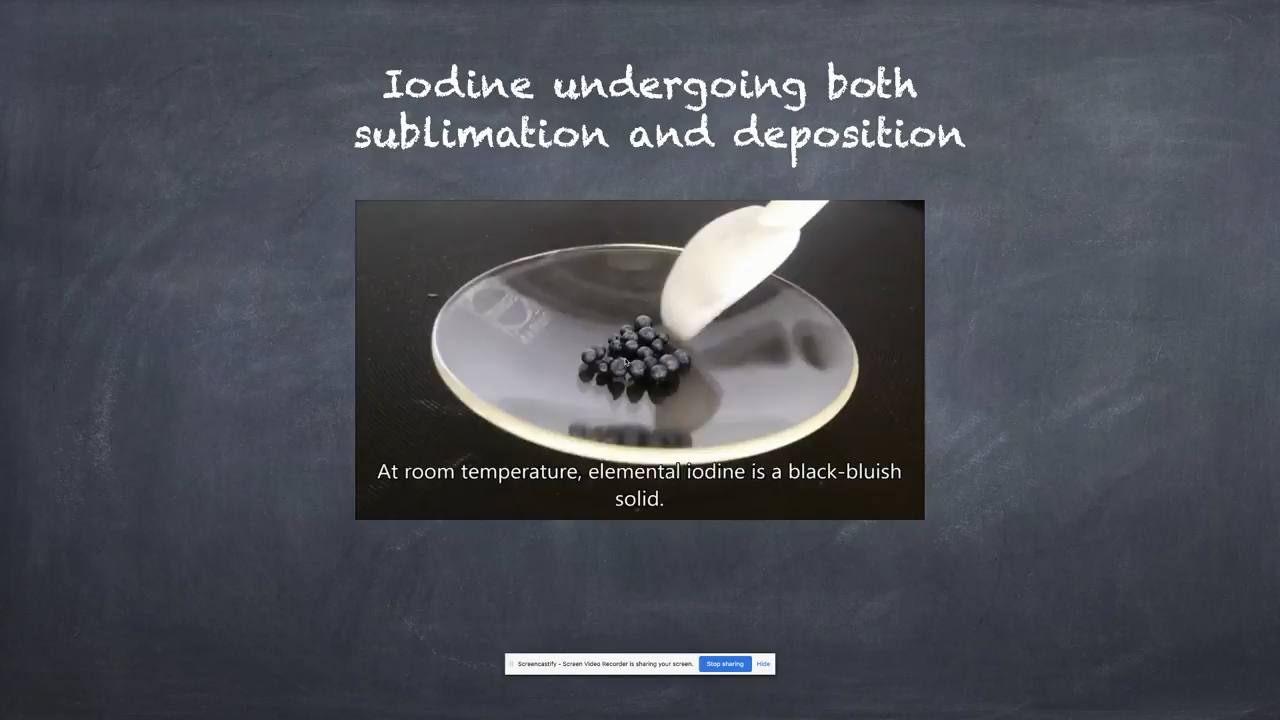 Iodine undergoing both
sublimation and deposition
At room temperature, elemental iodine is a black-bluish
solid.
Screencastify - Screen Video Recorder is sharing your screen. Stop sharing Hide